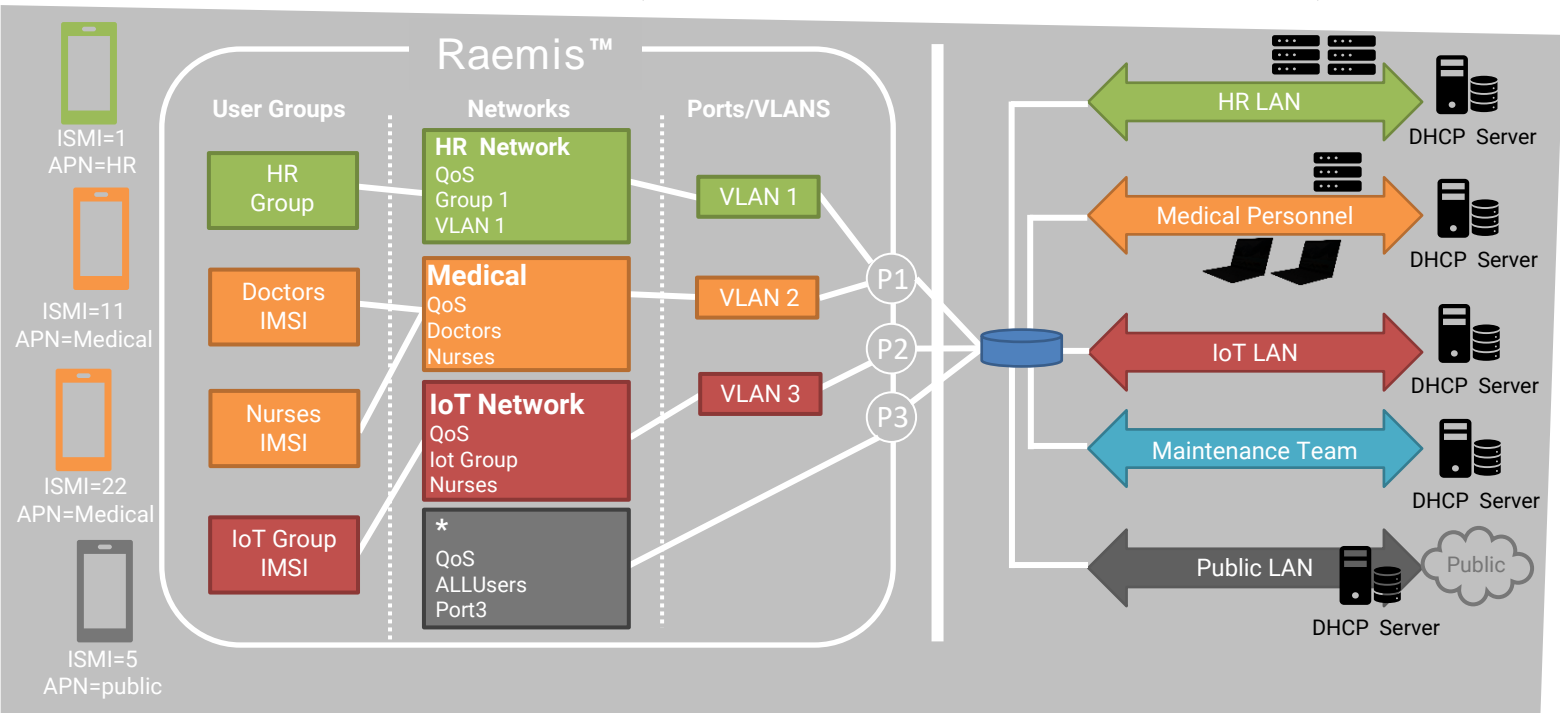 Raemis™
User Groups
Networks
Ports/VLANS
ISMI=1
APN=HR
ISMI=11
APN=Medical
ISMI=22
APN=Medical
ISMI=5
APN=public
HR
Group
Doctors
IMSI
Nurses
IMSI
IoT Group
IMSI
HR Network
QoS
Group 1
VLAN 1
Medical
QoS
Doctors
Nurses
IoT Network
QoS
Iot Group
Nurses
*
QoS
ALLUsers
Port3
VLAN 1
VLAN 2
VLAN 3
P1
P2
P3
HR LAN
DHCP Server
Medical Personnel
DHCP Server
IoT LAN
DHCP Server
Maintenance Team
DHCP Server
Public LAN
Public
DHCP Server